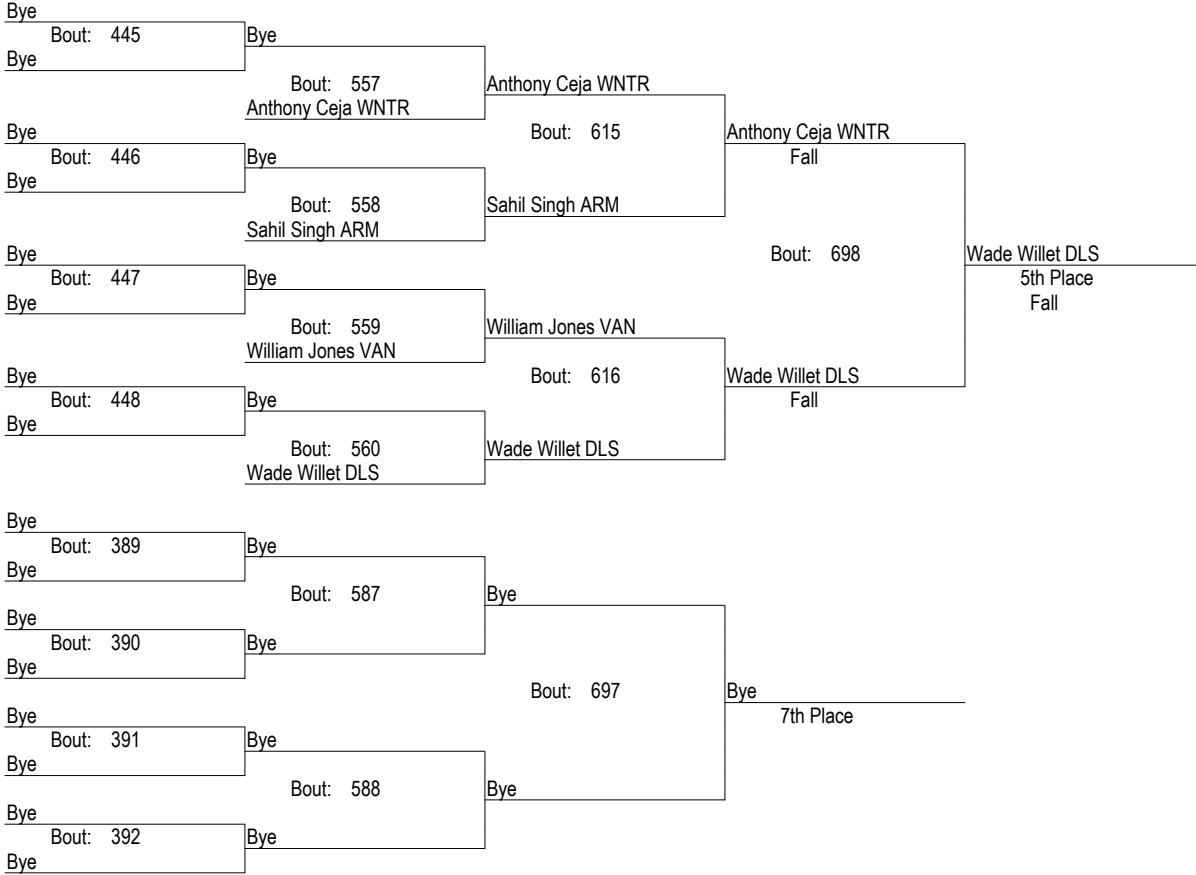 Bye
Bout: 445
Bye
Bye
Bout: 557
Anthony Ceja WNTR
Anthony Ceja WNTR
Bout: 615
Anthony Ceja WNTR
Fall
Bye
Bout: 446
Bye
Bye
Bout: 558
Sahil Singh ARM
Sahil Singh ARM
Bout: 698
Wade Willet DLS
5th Place
Fall
Bye
Bout: 447
Bye
Bye
Bout: 559
William Jones VAN
William Jones VAN
Bout: 616
Wade Willet DLS
Fall
Bye
Bout: 448
Bye
Bye
Bout: 560
Wade Willet DLS
Wade Willet DLS
Bye
Bout: 389
Bye
Bye
Bout: 587
Bye
Bye
Bout: 390
Bye
Bye
Bout: 697
Bye
7th Place
Bye
Bout: 391
Bye
Bye
Bout: 588
Bye
Bye
Bout: 392
Bye
Bye